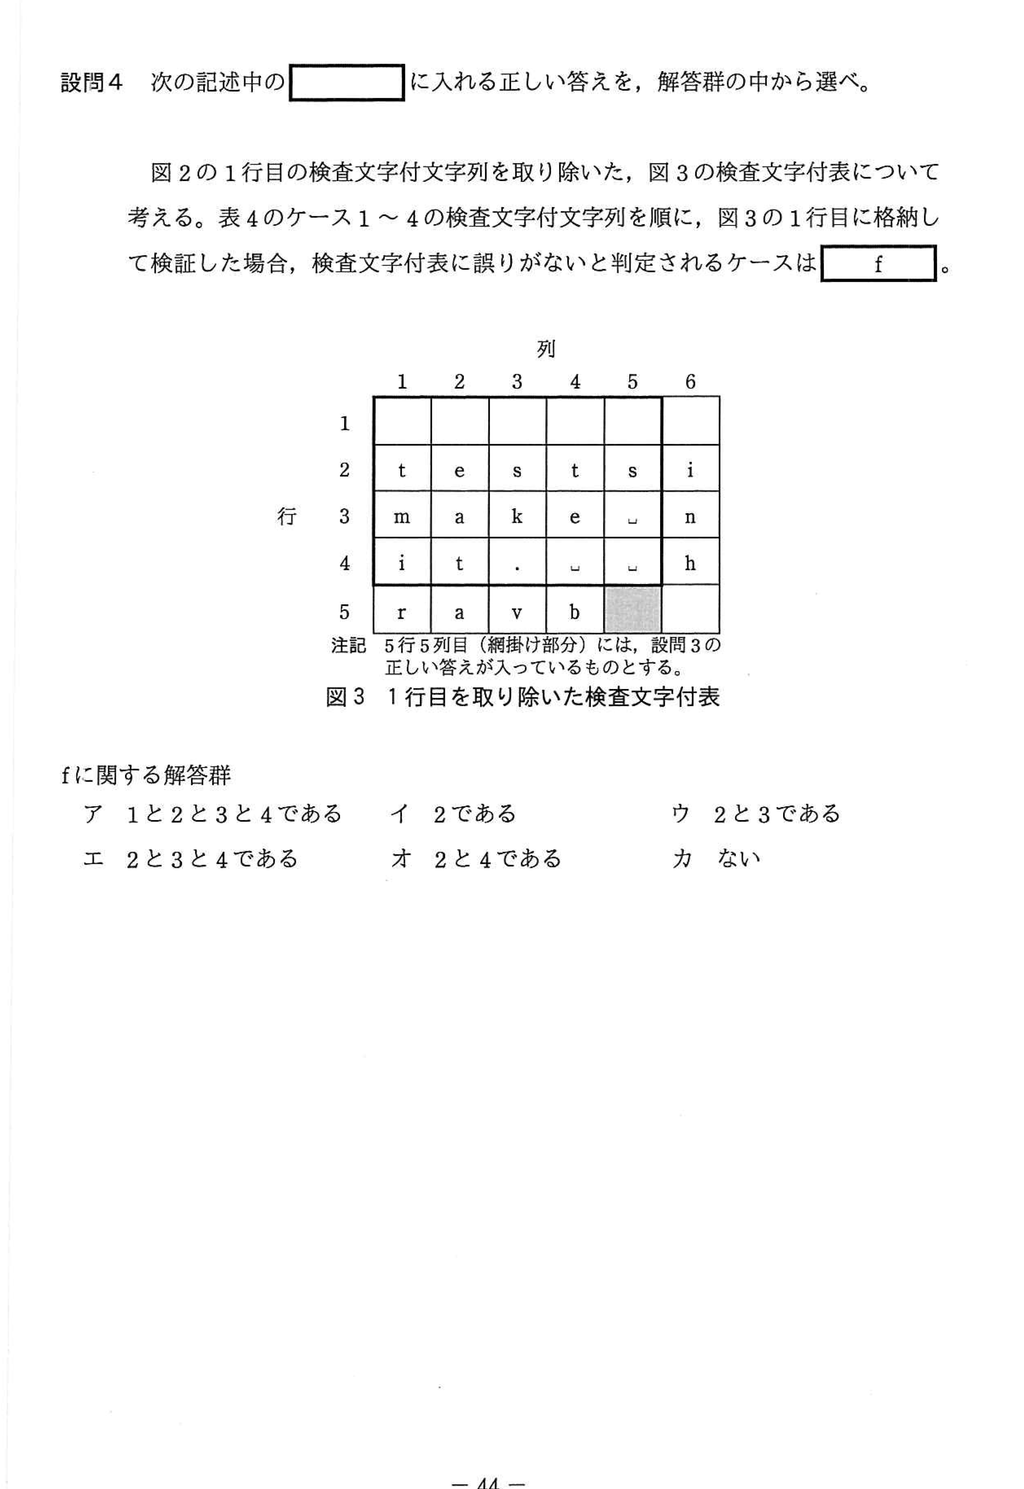 設問4 次の記述中の に入れる正しい答えを，解答群の中から選べ。
図2の1行目の検査文字付文字列を取り除いた，図3の検査文字付表について
考える。表4のケース1～4の検査文字付文字列を順に，図3の1行目に格納し
て検証した場合，検査文字付表に誤りがないと判定されるケースは f 。
列
1 2 3 4 5 6
1
2 t e s t s i
行 3 m a k e ␣ n
4 i t . ␣ ␣ h
5 r a v b
注記 5行5列目（網掛け部分）には，設問3の
正しい答えが入っているものとする。
図3 1行目を取り除いた検査文字付表
fに関する解答群
ア 1と2と3と4である イ 2である ウ 2と3である
エ 2と3と4である オ 2と4である カ ない
－ 44 －